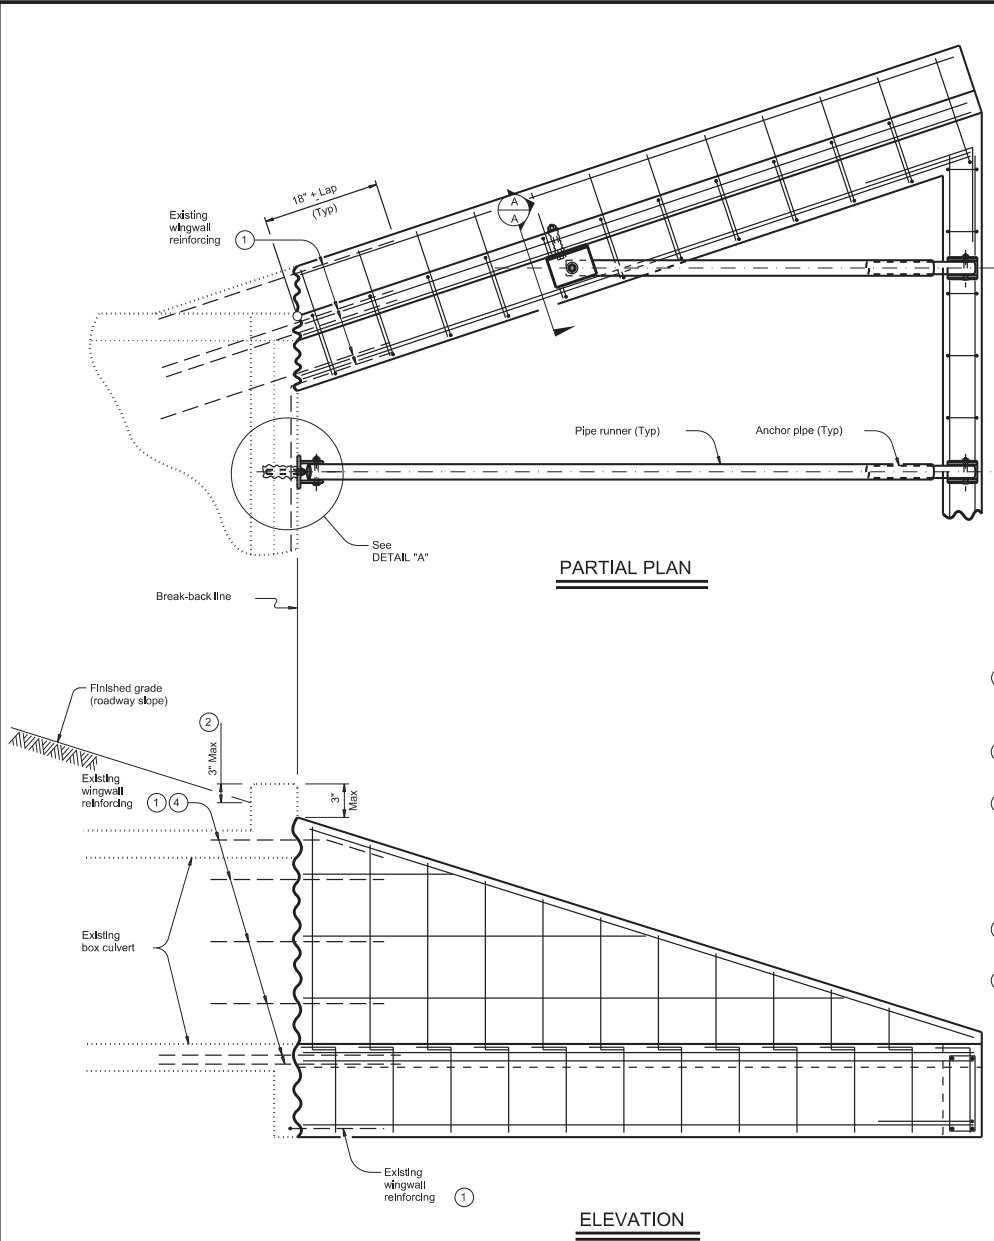 18" + Lap
(Typ)
Existing
wingwall
reinforcing
1
A
A
Pipe runner (Typ)
Anchor pipe (Typ)
See
DETAIL "A"
PARTIAL PLAN
Break-back line
Finished grade
(roadway slope)
2
3" Max
3"
Max
Existing
wingwall
reinforcing
1 4
Existing
box culvert
Existing
wingwall
reinforcing
1
ELEVATION